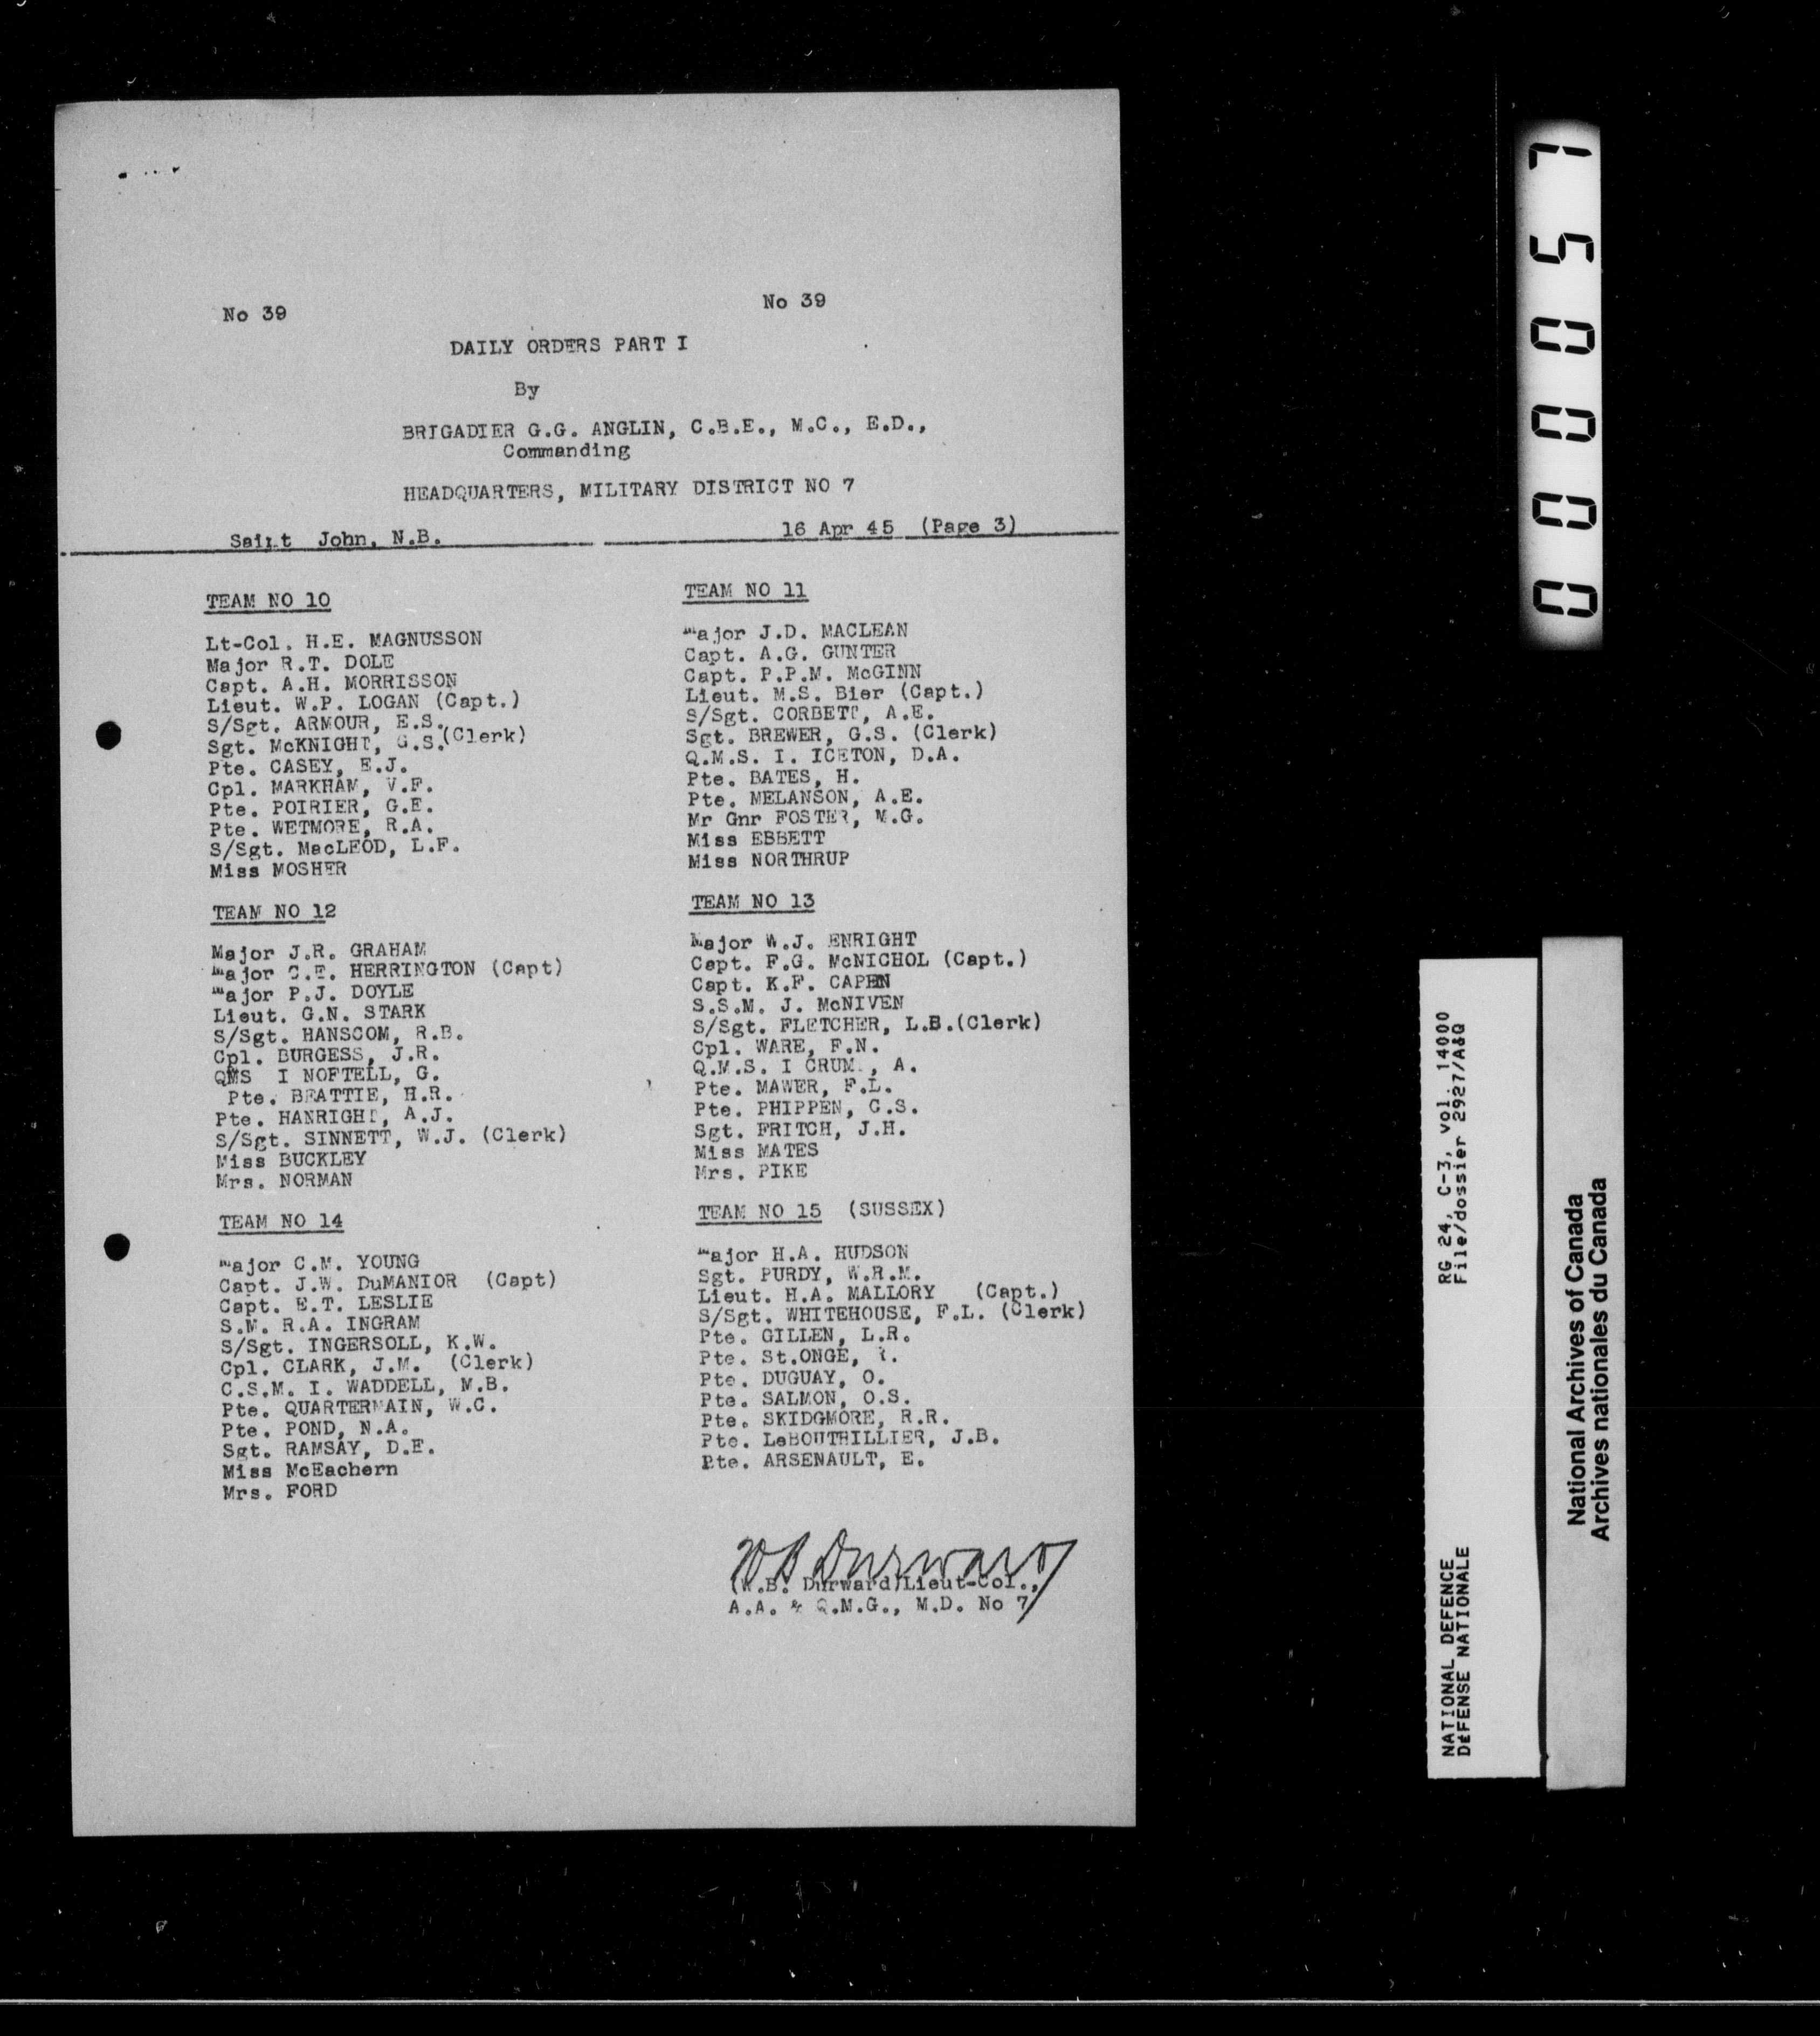 No 39
No 39
DAILY ORDERS PART I
By
BRIGADIER G.G. ANGLIN, C.B.E., M.C., E.D.,
Commanding
HEADQUARTERS, MILITARY DISTRICT NO 7
Saint John, N.B.
16 Apr 45 (Page 3)
TEAM NO 10
Lt-Col. H.E. MAGNUSSON
Major R.T. DOLE
Capt. A.H. MORRISSON
Lieut. W.P. LOGAN (Capt.)
S/Sgt. ARMOUR, E.S.
Sgt. McKNIGHT, G.S.(Clerk)
Pte. CASEY, E.J.
Cpl. MARKHAM, V.F.
Pte. POIRIER, G.E.
Pte. WETMORE, R.A.
S/Sgt. MacLEOD, L.F.
Miss MOSHER
TEAM NO 11
Major J.D. MACLEAN
Capt. A.G. GUNTER
Capt. P.P.M. McGINN
Lieut. M.S. Bier (Capt.)
S/Sgt. CORBETT, A.E.
Sgt. BREWER, G.S. (Clerk)
Q.M.S. I. ICETON, D.A.
Pte. BATES, H.
Pte. MELANSON, A.E.
Mr Gnr FOSTER, M.G.
Miss EBBETT
Miss NORTHRUP
TEAM NO 12
Major J.R. GRAHAM
Major C.E. HERRINGTON (Capt)
Major P.J. DOYLE
Lieut. G.N. STARK
S/Sgt. HANSCOM, R.B.
Cpl. BURGESS, J.R.
QMS I NOFTELL, G.
Pte. BEATTIE, H.R.
Pte. HANRIGHT, A.J.
S/Sgt. SINNETT, W.J. (Clerk)
Miss BUCKLEY
Mrs. NORMAN
TEAM NO 13
Major W.J. ENRIGHT
Capt. F.G. McNICHOL (Capt.)
Capt. K.F. CAPEN
S.S.M. J. McNIVEN
S/Sgt. FLETCHER, L.B.(Clerk)
Cpl. WARE, F.N.
Q.M.S. I CRUM , A.
Pte. MAWER, F.L.
Pte. PHIPPEN, C.S.
Sgt. FRITCH, J.H.
Miss MATES
Mrs. PIKE
TEAM NO 14
Major C.M. YOUNG
Capt. J.W. DuMANIOR (Capt)
Capt. E.T. LESLIE
S.M. R.A. INGRAM
S/Sgt. INGERSOLL, K.W.
Cpl. CLARK, J.M. (Clerk)
C.S.M. I. WADDELL, M.B.
Pte. QUARTERMAIN, W.C.
Pte. POND, N.A.
Sgt. RAMSAY, D.E.
Miss McEachern
Mrs. FORD
TEAM NO 15 (SUSSEX)
Major H.A. HUDSON
Sgt. PURDY, W.R.M.
Lieut. H.A. MALLORY (Capt.)
S/Sgt. WHITEHOUSE, F.L. (Clerk)
Pte. GILLEN, L.R.
Pte. St.ONGE, R.
Pte. DUGUAY, O.
Pte. SALMON, O.S.
Pte. SKIDGMORE, R.R.
Pte. LeBOUTHILLIER, J.B.
Pte. ARSENAULT, E.
W B Durward
(W.B. Durward)Lieut-Col.,
A.A. & Q.M.G., M.D. No 7
000057
NATIONAL DEFENCE
DéFENSE NATIONALE
RG 24, C-3, vol. 14000
File/dossier 2927/A&Q
National Archives of Canada
Archives nationales du Canada